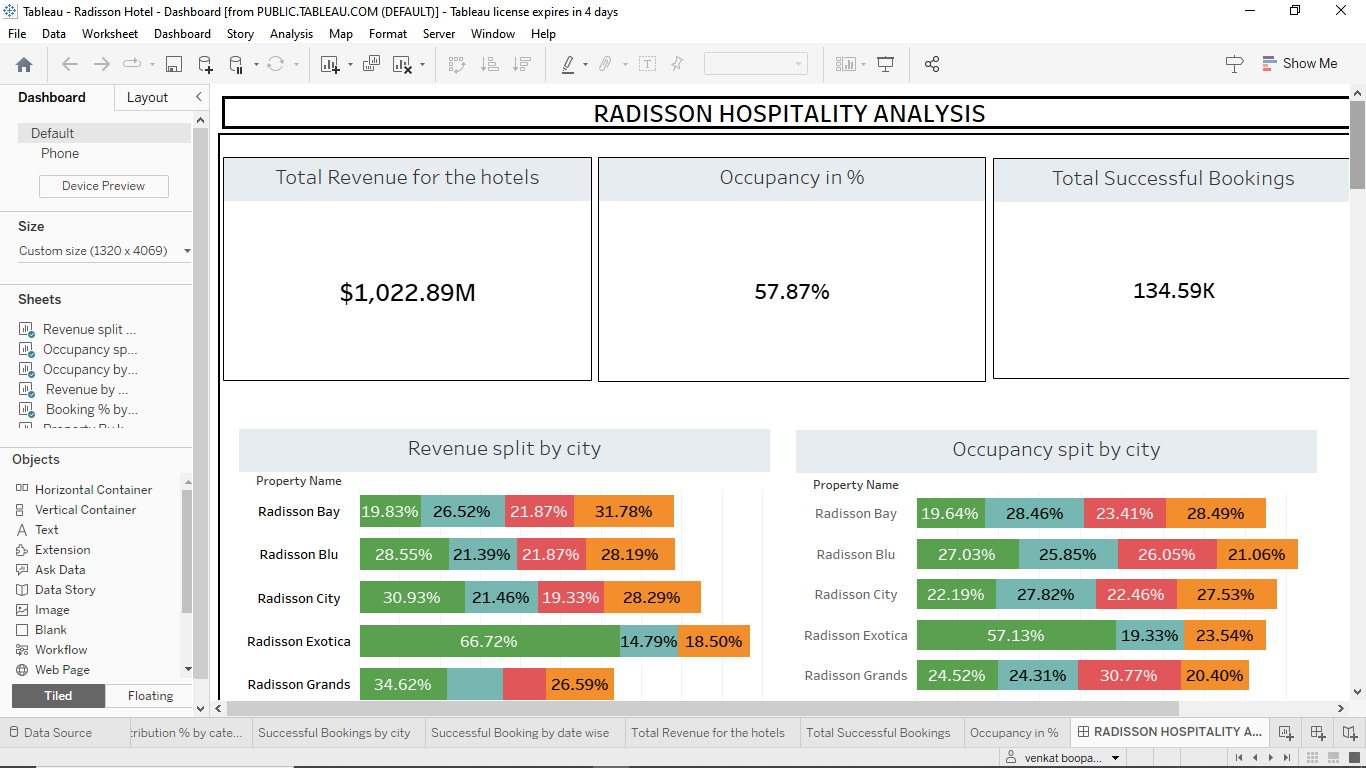 Tableau - Radisson Hotel - Dashboard [from PUBLIC.TABLEAU.COM (DEFAULT)] - Tableau license expires in 4 days
File Data Worksheet Dashboard Story Analysis Map Format Server Window Help
Show Me
Dashboard Layout
Default
Phone
Device Preview
Size
Custom size (1320 x 4069)
Sheets
Revenue split ...
Occupancy sp...
Occupancy by...
Revenue by ...
Booking % by...
Objects
Horizontal Container
Vertical Container
Text
Extension
Ask Data
Data Story
Image
Blank
Workflow
Web Page
Tiled Floating
RADISSON HOSPITALITY ANALYSIS
Total Revenue for the hotels
$1,022.89M
Occupancy in %
57.87%
Total Successful Bookings
134.59K
Revenue split by city
Property Name
Radisson Bay 19.83% 26.52% 21.87% 31.78%
Radisson Blu 28.55% 21.39% 21.87% 28.19%
Radisson City 30.93% 21.46% 19.33% 28.29%
Radisson Exotica 66.72% 14.79% 18.50%
Radisson Grands 34.62% 26.59%
Occupancy spit by city
Property Name
Radisson Bay 19.64% 28.46% 23.41% 28.49%
Radisson Blu 27.03% 25.85% 26.05% 21.06%
Radisson City 22.19% 27.82% 22.46% 27.53%
Radisson Exotica 57.13% 19.33% 23.54%
Radisson Grands 24.52% 24.31% 30.77% 20.40%
Data Source tribution % by cate... Successful Bookings by city Successful Booking by date wise Total Revenue for the hotels Total Successful Bookings Occupancy in % RADISSON HOSPITALITY A...
venkat boopa...